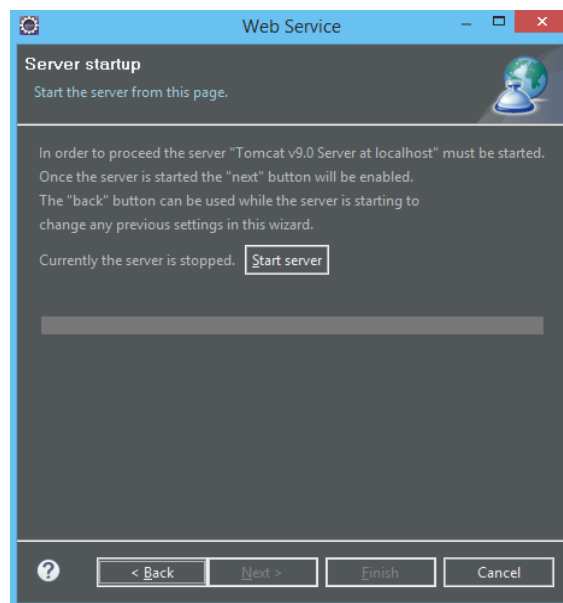 Web Service
Server startup
Start the server from this page.
In order to proceed the server "Tomcat v9.0 Server at localhost" must be started.
Once the server is started the "next" button will be enabled.
The "back" button can be used while the server is starting to
change any previous settings in this wizard.
Currently the server is stopped. Start server
? < Back Next > Finish Cancel